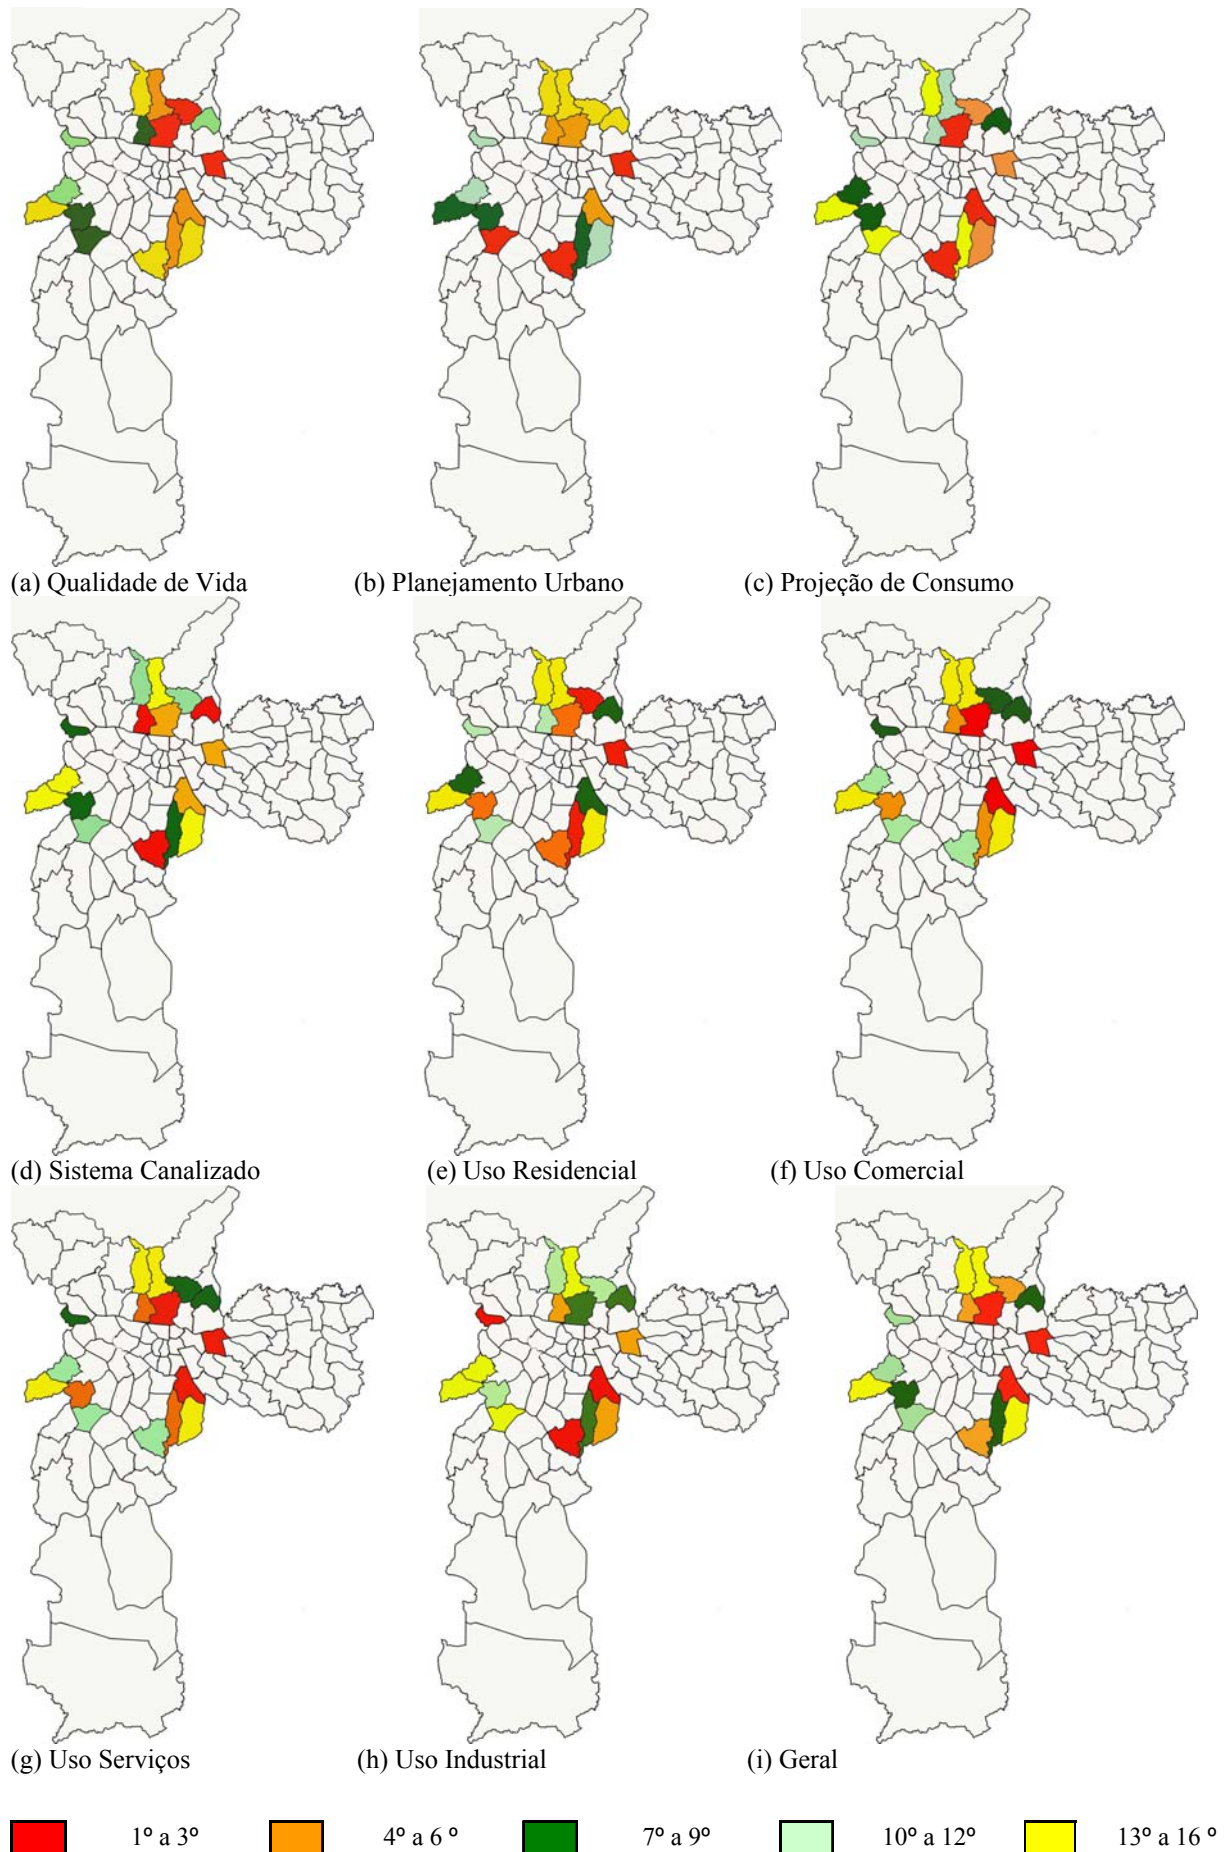 (a) Qualidade de Vida (b) Planejamento Urbano (c) Projeção de Consumo
(d) Sistema Canalizado (e) Uso Residencial (f) Uso Comercial
(g) Uso Serviços (h) Uso Industrial (i) Geral
1º a 3º 4º a 6 º 7º a 9º 10º a 12º 13º a 16 º